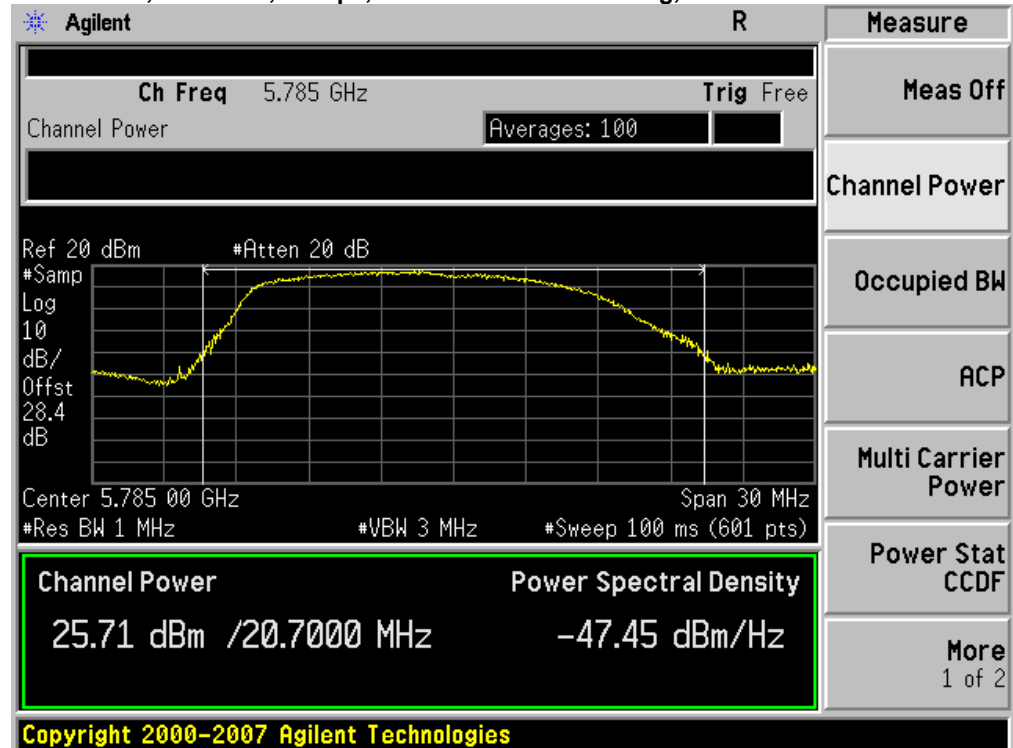 Agilent R Measure
Ch Freq 5.785 GHz Trig Free
Channel Power Averages: 100
Ref 20 dBm #Atten 20 dB
#Samp
Log
10
dB/
Offst
28.4
dB
Center 5.785 00 GHz Span 30 MHz
#Res BW 1 MHz #VBW 3 MHz #Sweep 100 ms (601 pts)
Channel Power Power Spectral Density
25.71 dBm /20.7000 MHz -47.45 dBm/Hz
Copyright 2000-2007 Agilent Technologies
Meas Off
Channel Power
Occupied BW
ACP
Multi Carrier
Power
Power Stat
CCDF
More
1 of 2